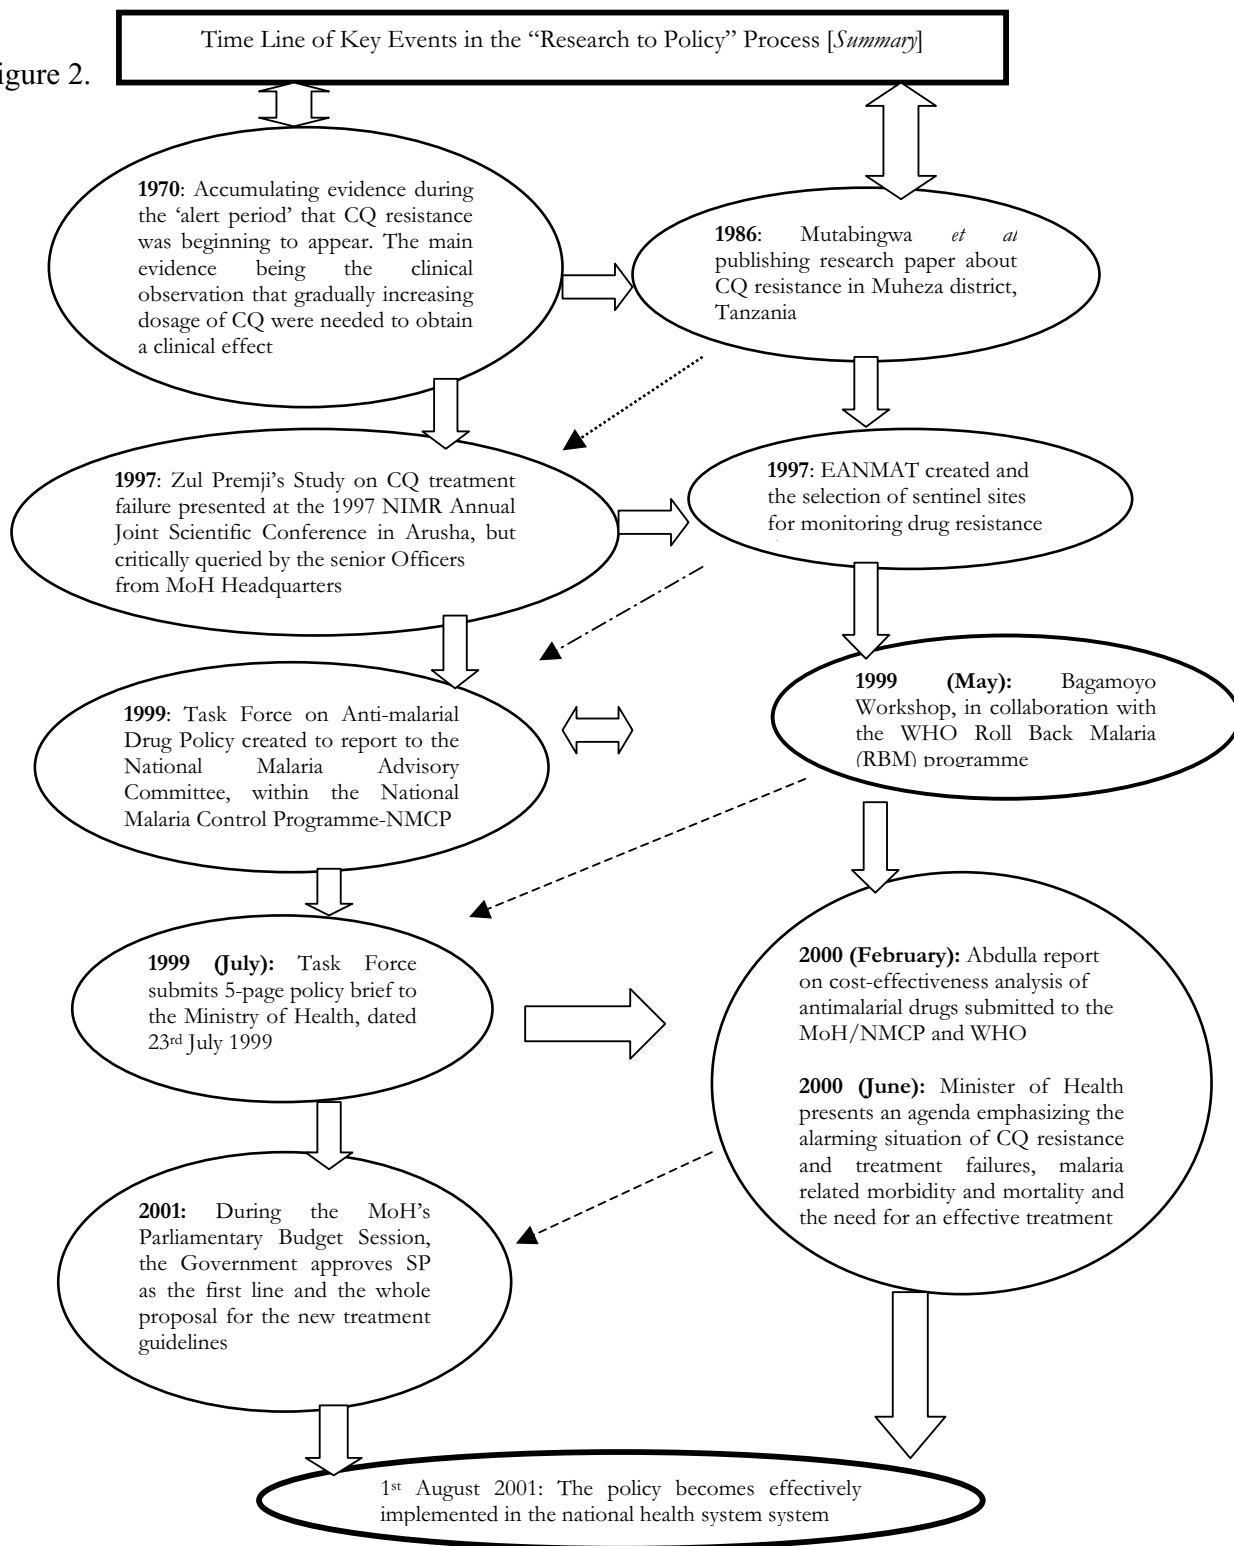 Time Line of Key Events in the “Research to Policy” Process [Summary]
igure 2.
1970: Accumulating evidence during
the ‘alert period’ that CQ resistance
was beginning to appear. The main
evidence being the clinical
observation that gradually increasing
dosage of CQ were needed to obtain
a clinical effect
1986: Mutabingwa et al
publishing research paper about
CQ resistance in Muheza district,
Tanzania
1997: Zul Premji’s Study on CQ treatment
failure presented at the 1997 NIMR Annual
Joint Scientific Conference in Arusha, but
critically queried by the senior Officers
from MoH Headquarters
1997: EANMAT created and
the selection of sentinel sites
for monitoring drug resistance
1999: Task Force on Anti-malarial
Drug Policy created to report to the
National Malaria Advisory
Committee, within the National
Malaria Control Programme-NMCP
1999 (May): Bagamoyo
Workshop, in collaboration with
the WHO Roll Back Malaria
(RBM) programme
1999 (July): Task Force
submits 5-page policy brief to
the Ministry of Health, dated
23rd July 1999
2000 (February): Abdulla report
on cost-effectiveness analysis of
antimalarial drugs submitted to the
MoH/NMCP and WHO
2000 (June): Minister of Health
presents an agenda emphasizing the
alarming situation of CQ resistance
and treatment failures, malaria
related morbidity and mortality and
the need for an effective treatment
2001: During the MoH’s
Parliamentary Budget Session,
the Government approves SP
as the first line and the whole
proposal for the new treatment
guidelines
1st August 2001: The policy becomes effectively
implemented in the national health system system